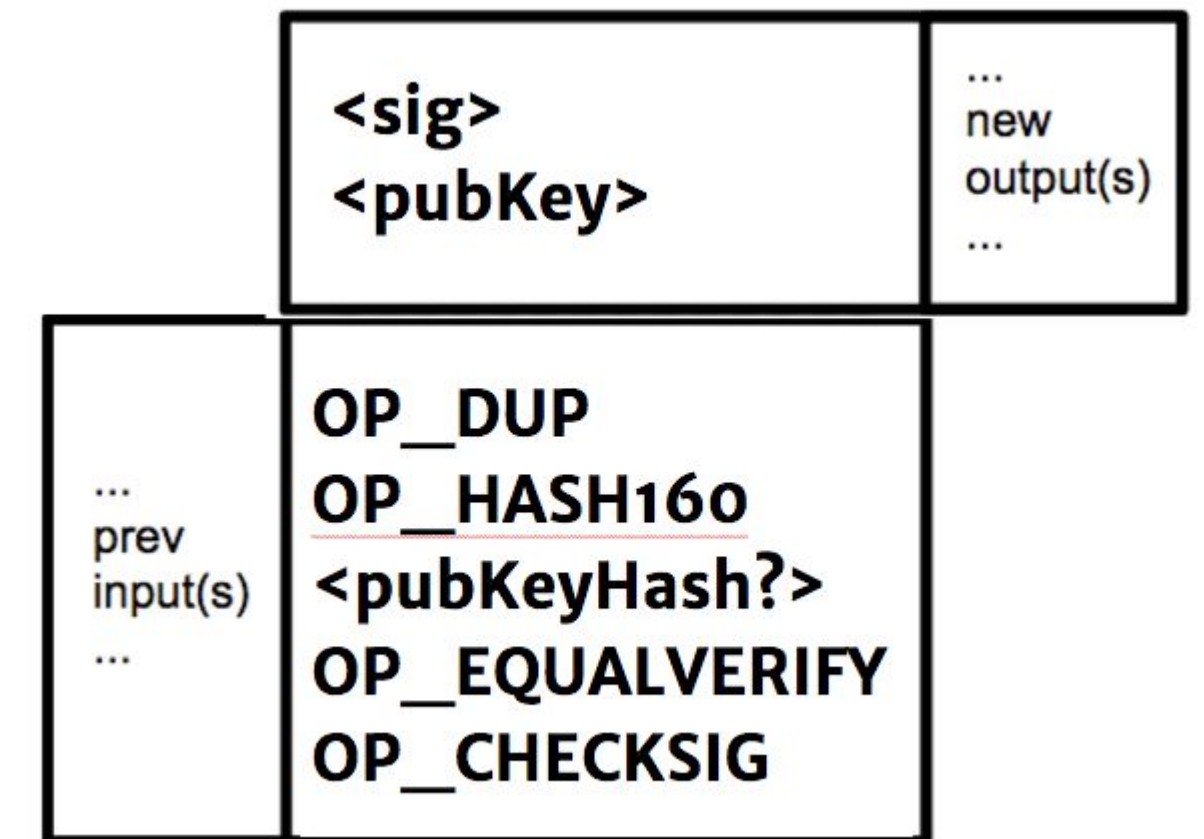 <sig>
<pubKey>
...
new
output(s)
...
...
prev
input(s)
...
OP_DUP
OP_HASH160
<pubKeyHash?>
OP_EQUALVERIFY
OP_CHECKSIG